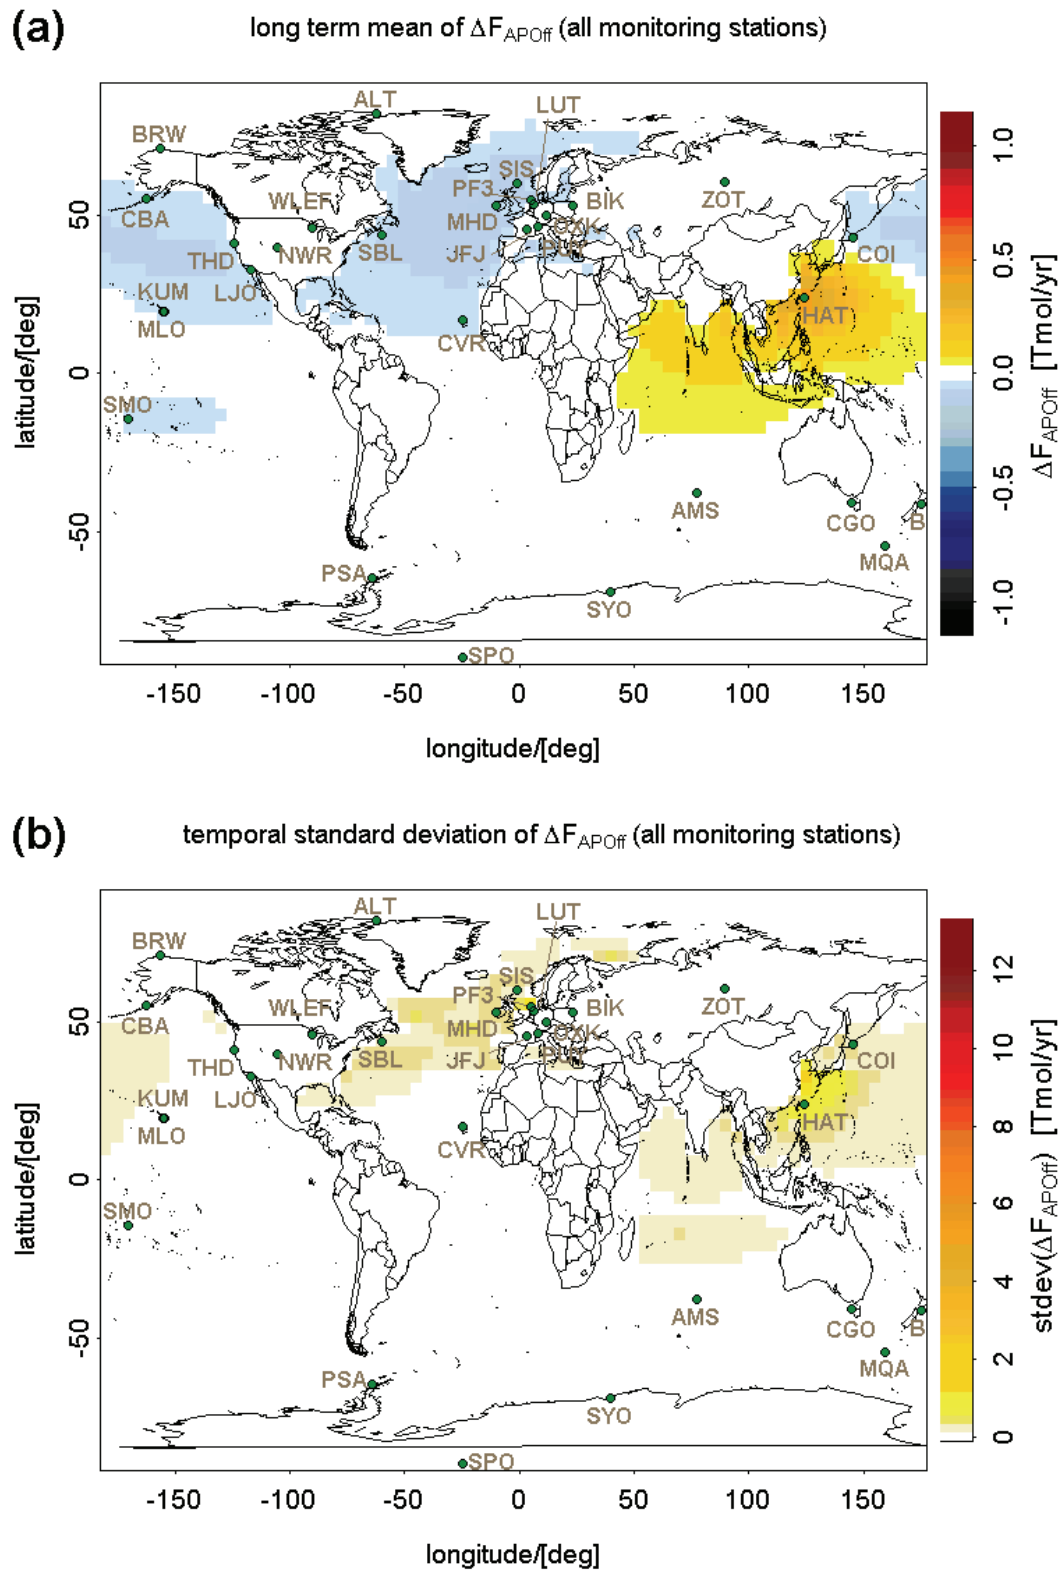 (a)
long term mean of ΔF_APOff (all monitoring stations)
ALT
LUT
BRW
SIS
PF3
WLEF
BIK
ZOT
CBA
MHD
OXK
THD
NWR
SBL
JFJ
PUY
COI
KUM
LJO
HAT
MLO
CVR
SMO
AMS
CGO
B
MQA
PSA
SYO
SPO
50
0
-50
latitude/[deg]
-150 -100 -50 0 50 100 150
longitude/[deg]
1.0
0.5
0.0
-0.5
-1.0
ΔF_APOff [Tmol/yr]
(b)
temporal standard deviation of ΔF_APOff (all monitoring stations)
ALT
LUT
BRW
SIS
PF3
WLEF
BIK
ZOT
CBA
MHD
OXK
THD
NWR
SBL
JFJ
PUY
COI
KUM
LJO
HAT
MLO
CVR
SMO
AMS
CGO
B
MQA
PSA
SYO
SPO
50
0
-50
latitude/[deg]
-150 -100 -50 0 50 100 150
longitude/[deg]
12
10
8
6
4
2
0
stdev(ΔF_APOff) [Tmol/yr]